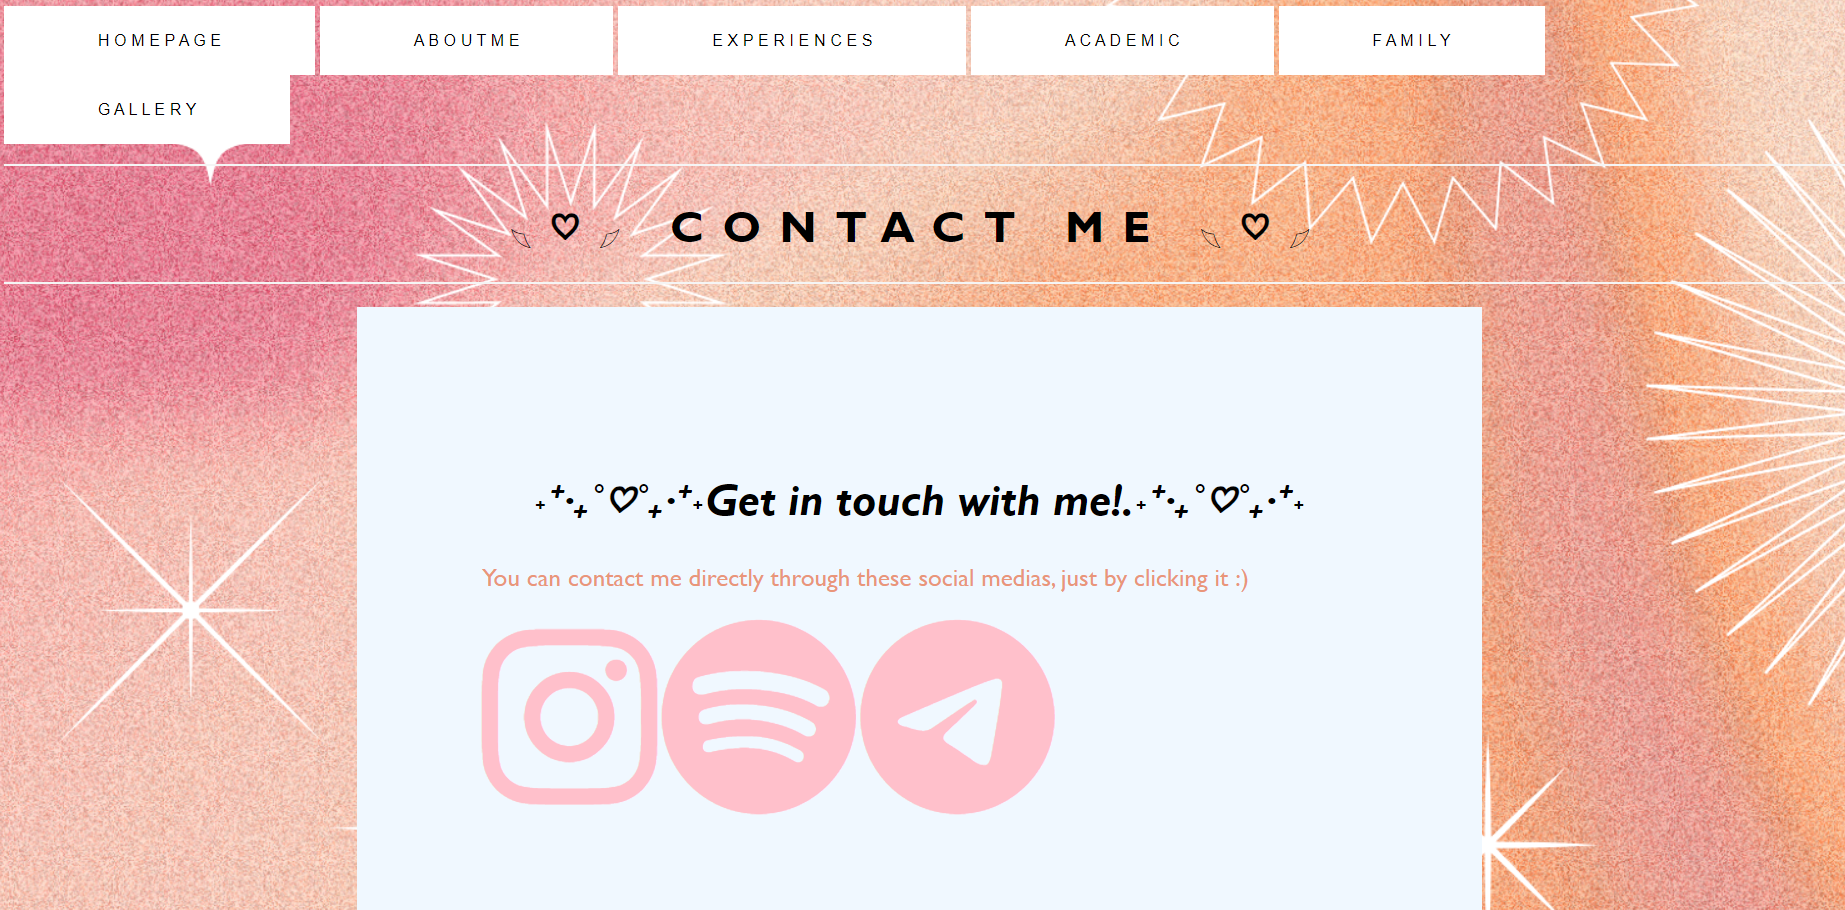 HOMEPAGE
ABOUTME
EXPERIENCES
ACADEMIC
FAMILY
GALLERY
♡ CONTACT ME ♡
₊⁺‧₊˚♡˚₊‧⁺₊Get in touch with me!.₊⁺‧₊˚♡˚₊‧⁺₊
You can contact me directly through these social medias, just by clicking it :)